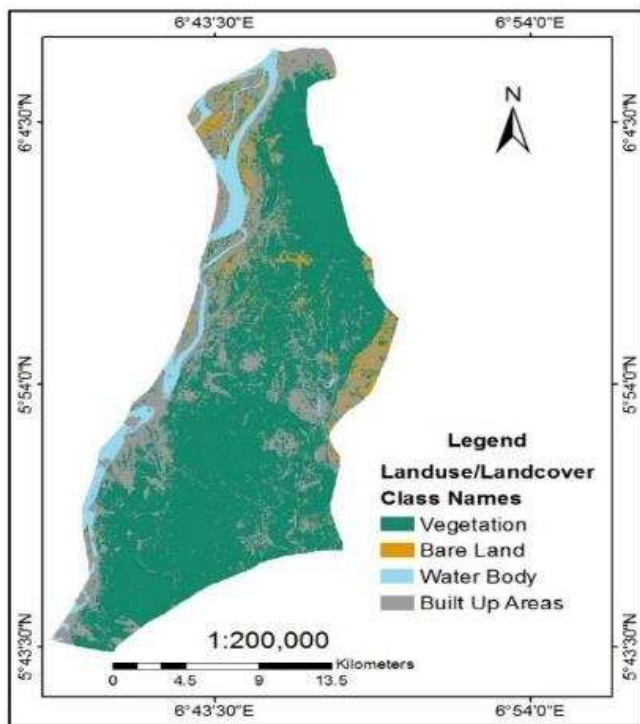 6°43'30"E 6°54'0"E
N
6°4'30"N 6°4'30"N
5°54'0"N 5°54'0"N
Legend
Landuse/Landcover
Class Names
Vegetation
Bare Land
Water Body
Built Up Areas
1:200,000
Kilometers
0 4.5 9 13.5
5°43'30"N 5°43'30"N
6°43'30"E 6°54'0"E